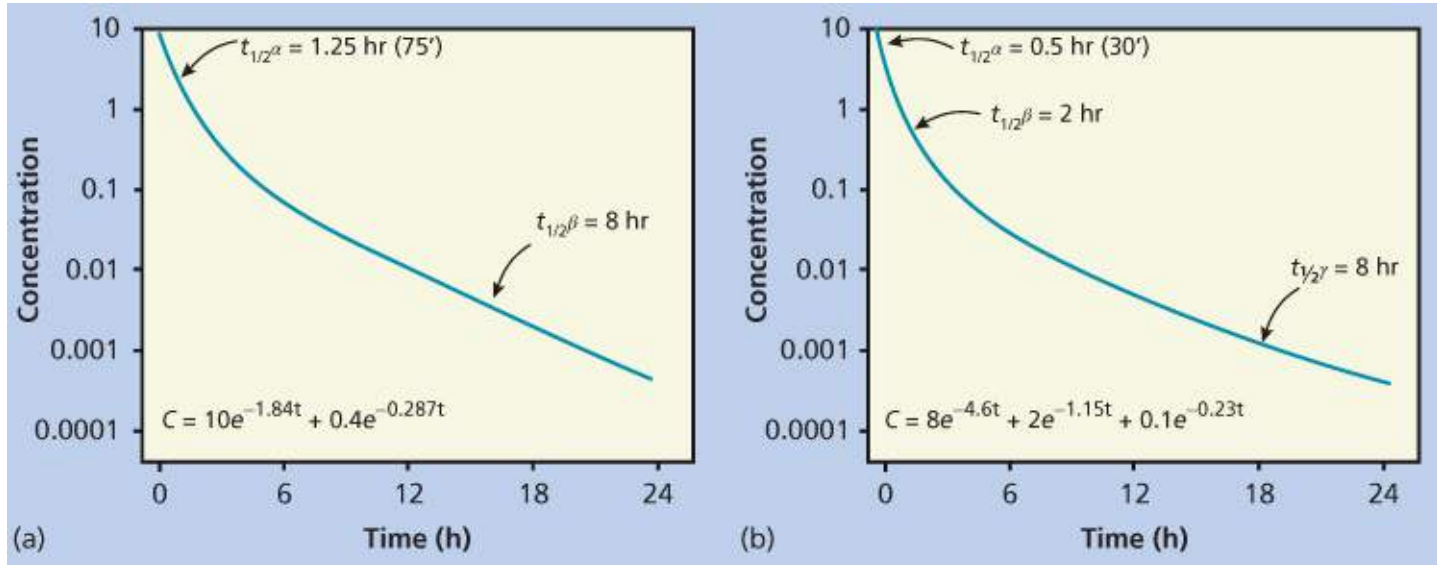 10
1
0.1
0.01
0.001
0.0001
Concentration
t1/2α = 1.25 hr (75′)
t1/2β = 8 hr
C = 10e−1.84t + 0.4e−0.287t
0 6 12 18 24
(a) Time (h)
10
1
0.1
0.01
0.001
0.0001
Concentration
t1/2α = 0.5 hr (30′)
t1/2β = 2 hr
t½γ = 8 hr
C = 8e−4.6t + 2e−1.15t + 0.1e−0.23t
0 6 12 18 24
(b) Time (h)